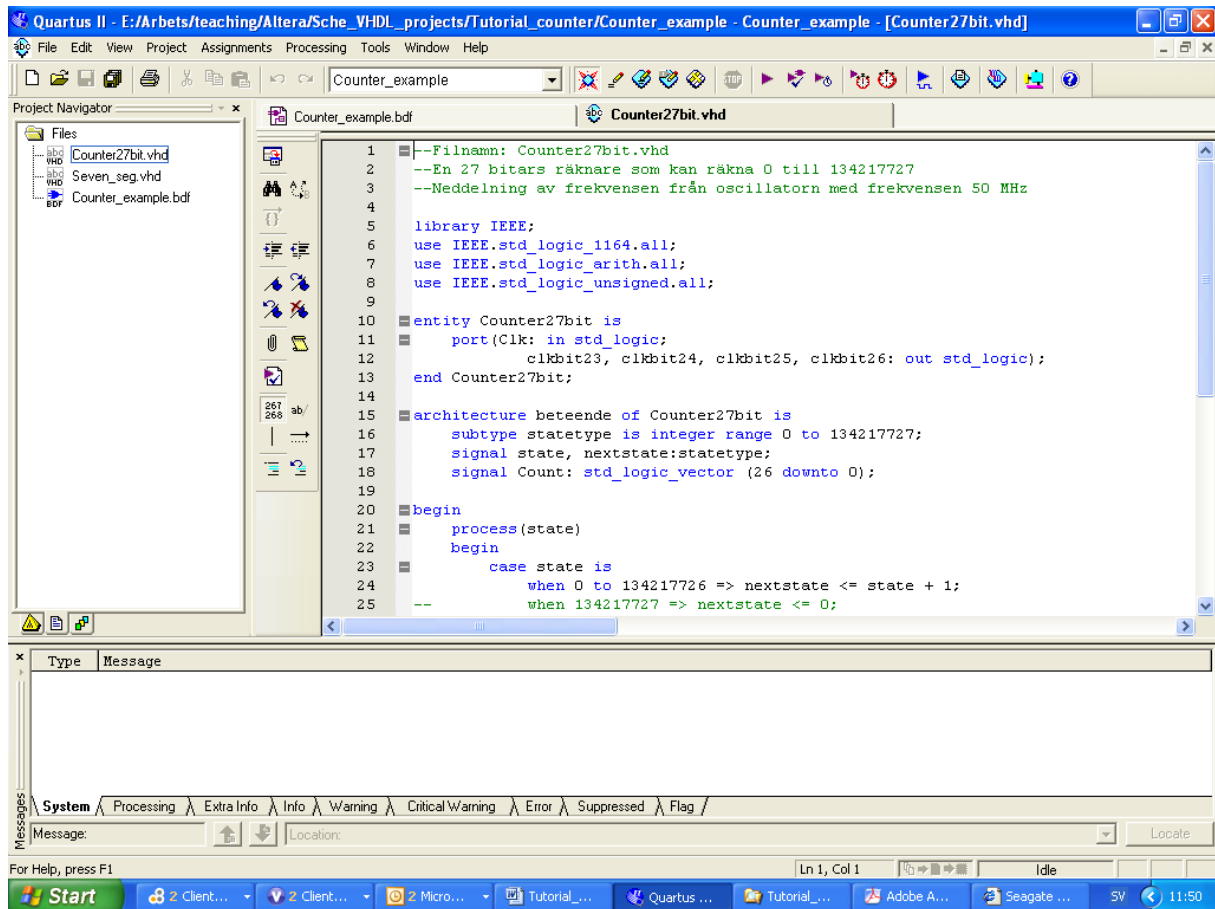 Quartus II - E:/Arbets/teaching/Altera/Sche_VHDL_projects/Tutorial_counter/Counter_example - Counter_example - [Counter27bit.vhd]
File Edit View Project Assignments Processing Tools Window Help
Counter_example
Project Navigator
Files
Counter27bit.vhd
Seven_seg.vhd
Counter_example.bdf
Counter_example.bdf
Counter27bit.vhd
1 --Filnamn: Counter27bit.vhd
2 --En 27 bitars räknare som kan räkna 0 till 134217727
3 --Neddelning av frekvensen från oscillatorn med frekvensen 50 MHz
4
5 library IEEE;
6 use IEEE.std_logic_1164.all;
7 use IEEE.std_logic_arith.all;
8 use IEEE.std_logic_unsigned.all;
9
10 entity Counter27bit is
11 port(Clk: in std_logic;
12 clkbit23, clkbit24, clkbit25, clkbit26: out std_logic);
13 end Counter27bit;
14
15 architecture beteende of Counter27bit is
16 subtype statetype is integer range 0 to 134217727;
17 signal state, nextstate:statetype;
18 signal Count: std_logic_vector (26 downto 0);
19
20 begin
21 process(state)
22 begin
23 case state is
24 when 0 to 134217726 => nextstate <= state + 1;
25 -- when 134217727 => nextstate <= 0;
267
268 ab/
Type Message
Messages
System Processing Extra Info Info Warning Critical Warning Error Suppressed Flag
Message: Location: Locate
For Help, press F1 Ln 1, Col 1 Idle
Start 2 Client... 2 Client... 2 Micro... Tutorial_... Quartus ... Tutorial_... Adobe A... Seagate ... SV 11:50